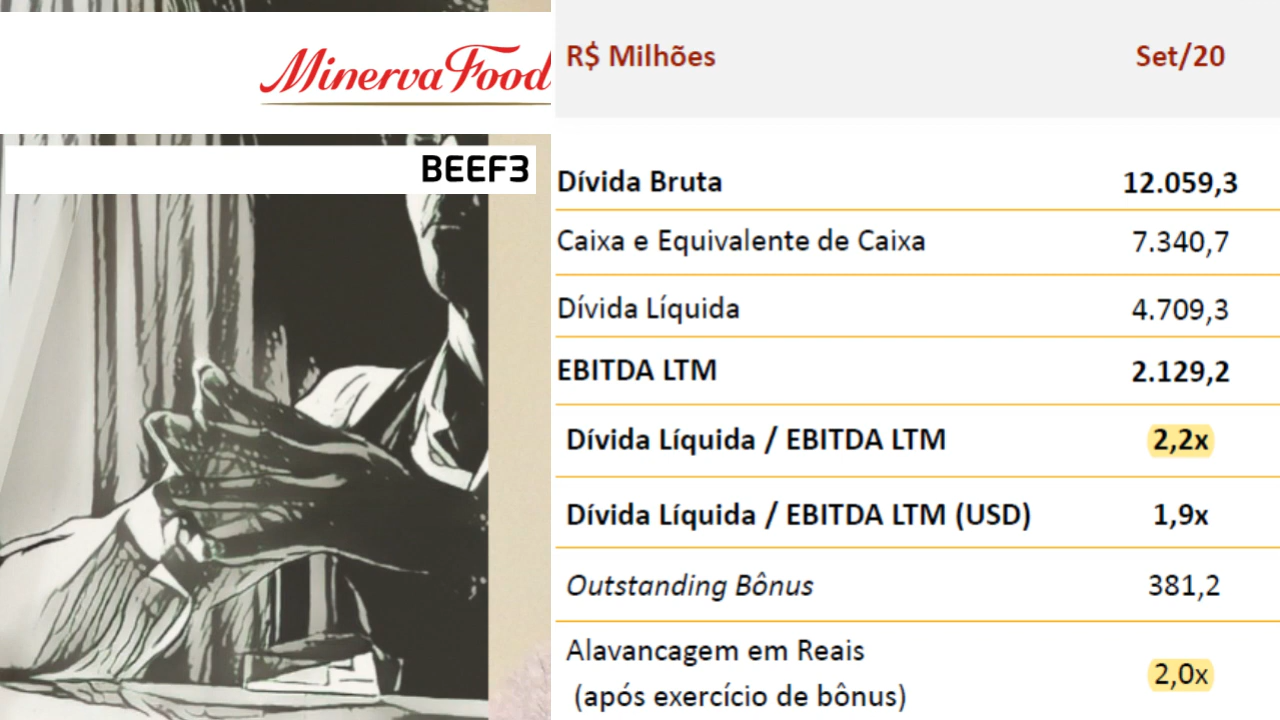 Minerva Food
BEEF3
R$ Milhões Set/20
Dívida Bruta 12.059,3
Caixa e Equivalente de Caixa 7.340,7
Dívida Líquida 4.709,3
EBITDA LTM 2.129,2
Dívida Líquida / EBITDA LTM 2,2x
Dívida Líquida / EBITDA LTM (USD) 1,9x
Outstanding Bônus 381,2
Alavancagem em Reais
(após exercício de bônus) 2,0x